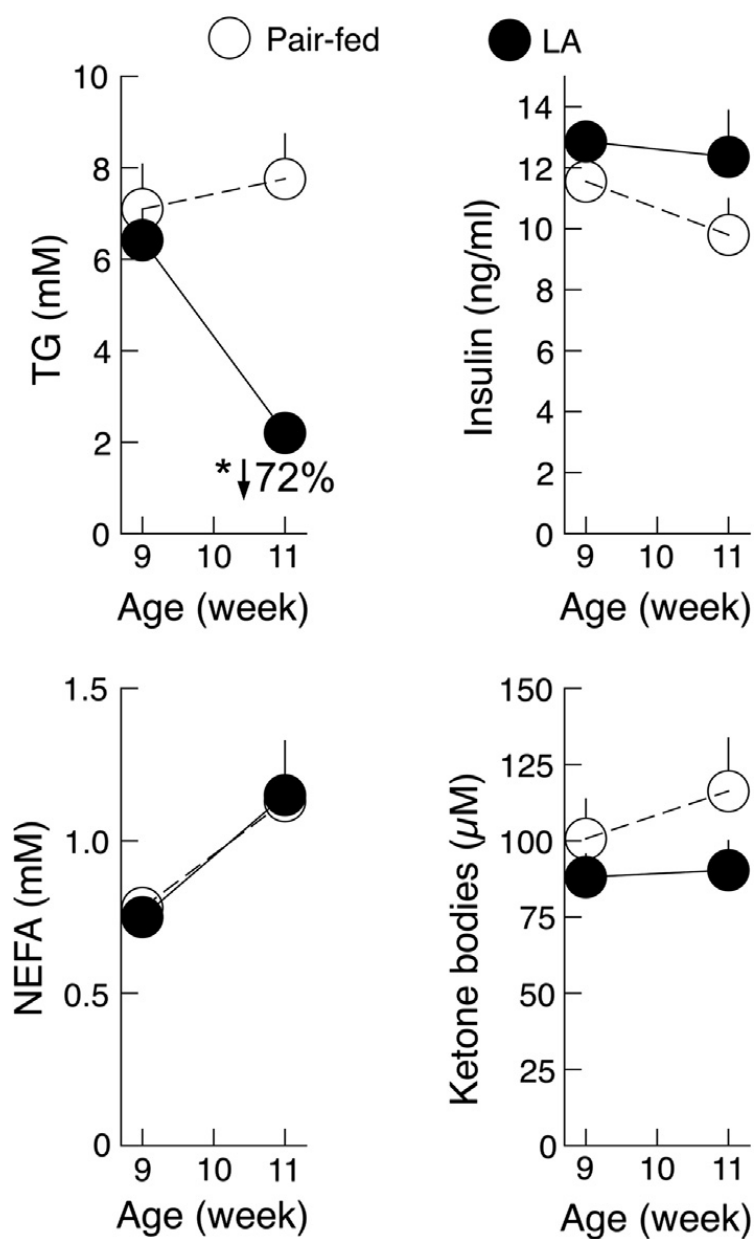 Pair-fed
LA
10
8
6
4
2
0
TG (mM)
* 72%
9 10 11
Age (week)
14
12
10
8
6
4
2
0
Insulin (ng/ml)
9 10 11
Age (week)
1.5
1.0
0.5
0
NEFA (mM)
9 10 11
Age (week)
150
125
100
75
50
25
0
Ketone bodies (µM)
9 10 11
Age (week)